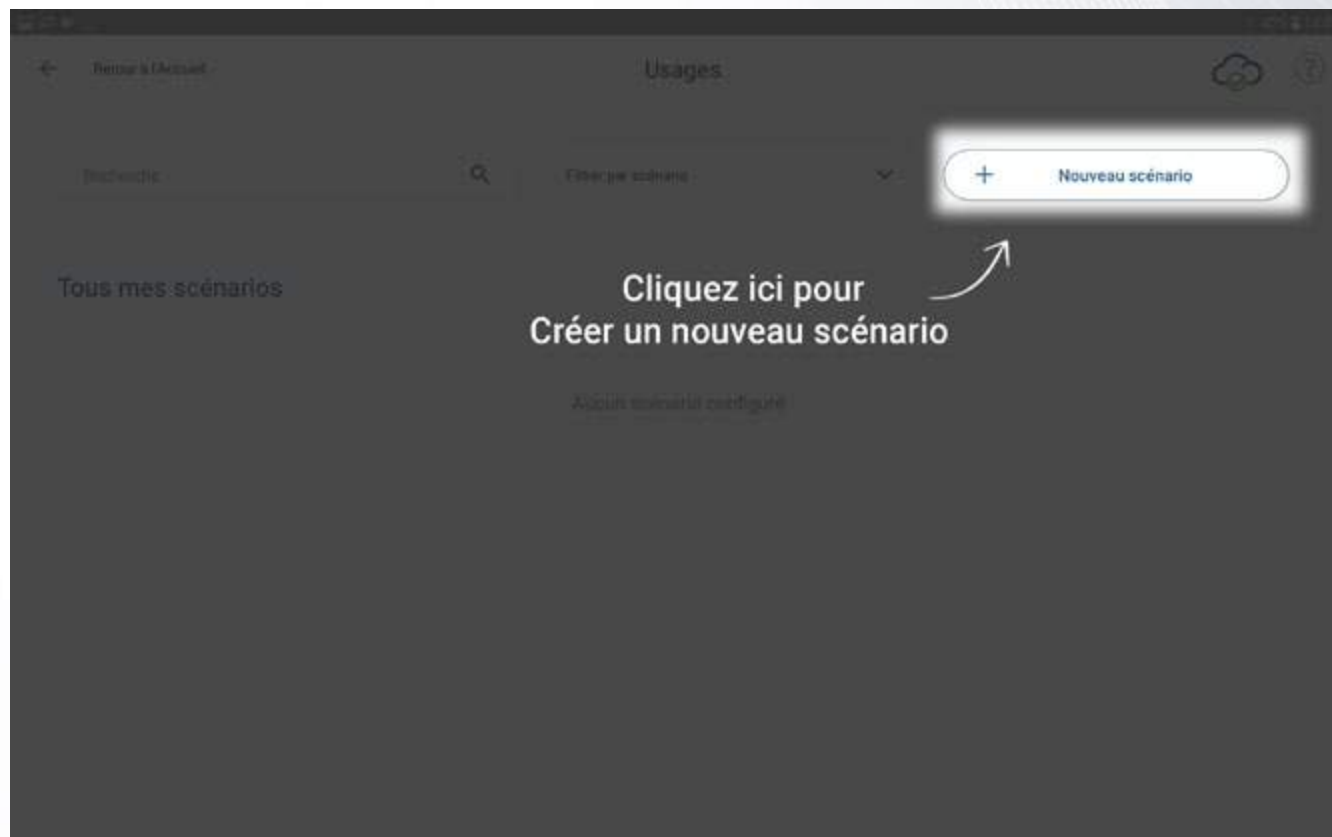 Retour à l'Accueil
Usages
Recherche
Filtrer par scénario
Nouveau scénario
Tous mes scénarios
Cliquez ici pour
Créer un nouveau scénario
Aucun scénario configuré